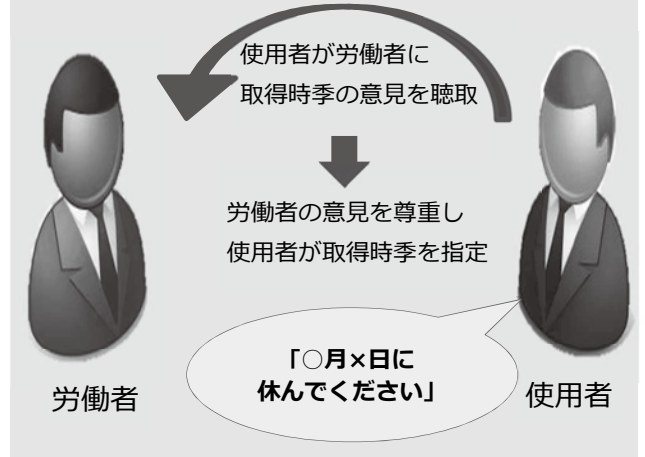 使用者が労働者に
取得時季の意見を聴取
労働者の意見を尊重し
使用者が取得時季を指定
「○月×日に
休んでください」
労働者
使用者